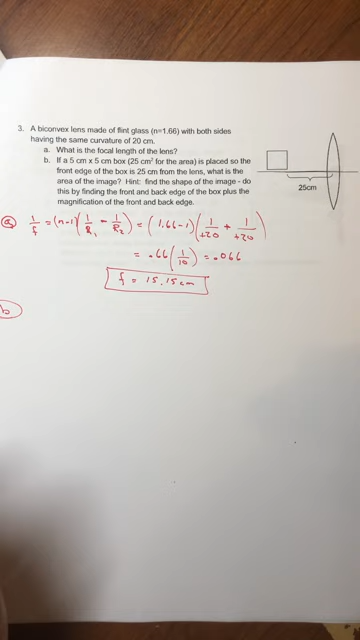 3. A biconvex lens made of flint glass (n=1.66) with both sides
having the same curvature of 20 cm.
a. What is the focal length of the lens?
b. If a 5 cm x 5 cm box (25 cm² for the area) is placed so the
front edge of the box is 25 cm from the lens, what is the
area of the image? Hint: find the shape of the image - do
this by finding the front and back edge of the box plus the
magnification of the front and back edge.
25cm
ⓐ 1/f = (n-1)(1/R₁ - 1/R₂) = (1.66-1)(1/+20 + 1/+20)
= .66(1/10) = .066
f = 15.15cm
b